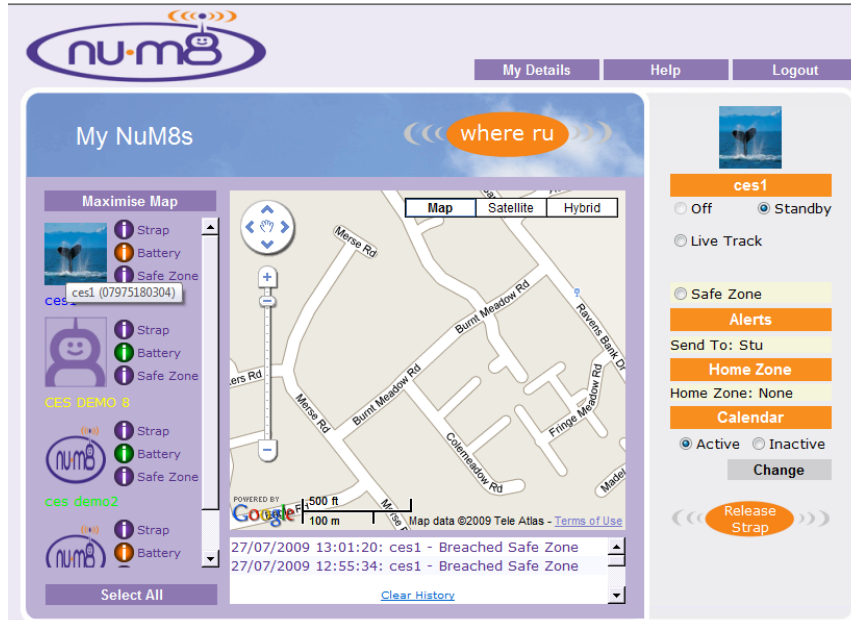 nu·m8
My Details
Help
Logout
My NuM8s
where ru
Maximise Map
Strap
Battery
Safe Zone
ces1 (07975180304)
Strap
Battery
Safe Zone
CES DEMO 8
num8
Strap
Battery
Safe Zone
ces demo2
num8
Strap
Battery
Select All
Map
Satellite
Hybrid
Merse Rd
Burnt Meadow Rd
Ravens Bank Dr
ers Rd
Merse Rd
Burnt Meadow Rd
Fringe Meadow Rd
Colemeadow Rd
Madel
Merse R
POWERED BY
Google
500 ft
100 m
Map data ©2009 Tele Atlas - Terms of Use
27/07/2009 13:01:20: ces1 - Breached Safe Zone
27/07/2009 12:55:34: ces1 - Breached Safe Zone
Clear History
ces1
Off
Standby
Live Track
Safe Zone
Alerts
Send To: Stu
Home Zone
Home Zone: None
Calendar
Active
Inactive
Change
Release
Strap